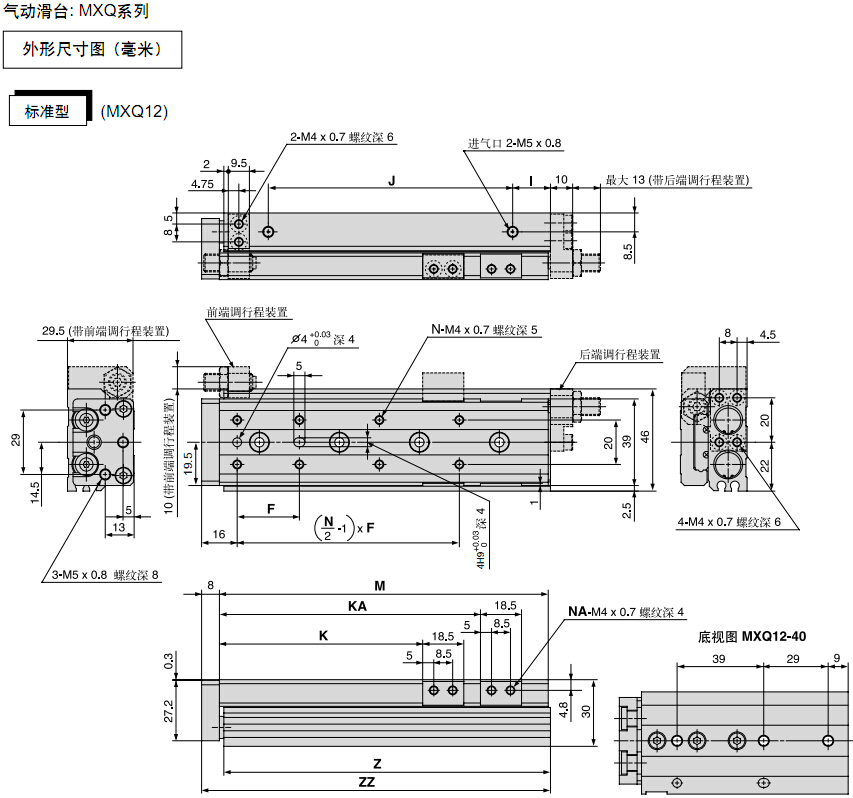 气动滑台: MXQ系列
外形尺寸图（毫米）
标准型 (MXQ12)
2-M4 x 0.7 螺纹深 6
进气口 2-M5 x 0.8
2
9.5
4.75
J
I
10
最大 13 (带后端调行程装置)
5
8
8.5
前端调行程装置
29.5 (带前端调行程装置)
⌀4 +0.03 0 深 4
N-M4 x 0.7 螺纹深 5
后端调行程装置
8
4.5
5
29
14.5
10 (带前端调行程装置)
19.5
20
39
46
20
22
5
13
F
(N/2 -1) x F
16
4H9 +0.03 0 深 4
1
2.5
4-M4 x 0.7 螺纹深 6
3-M5 x 0.8 螺纹深 8
8
M
KA
18.5
NA-M4 x 0.7 螺纹深 4
K
18.5
5
8.5
5
8.5
底视图 MXQ12-40
39
29
9
0.3
27.2
4.8
30
Z
ZZ